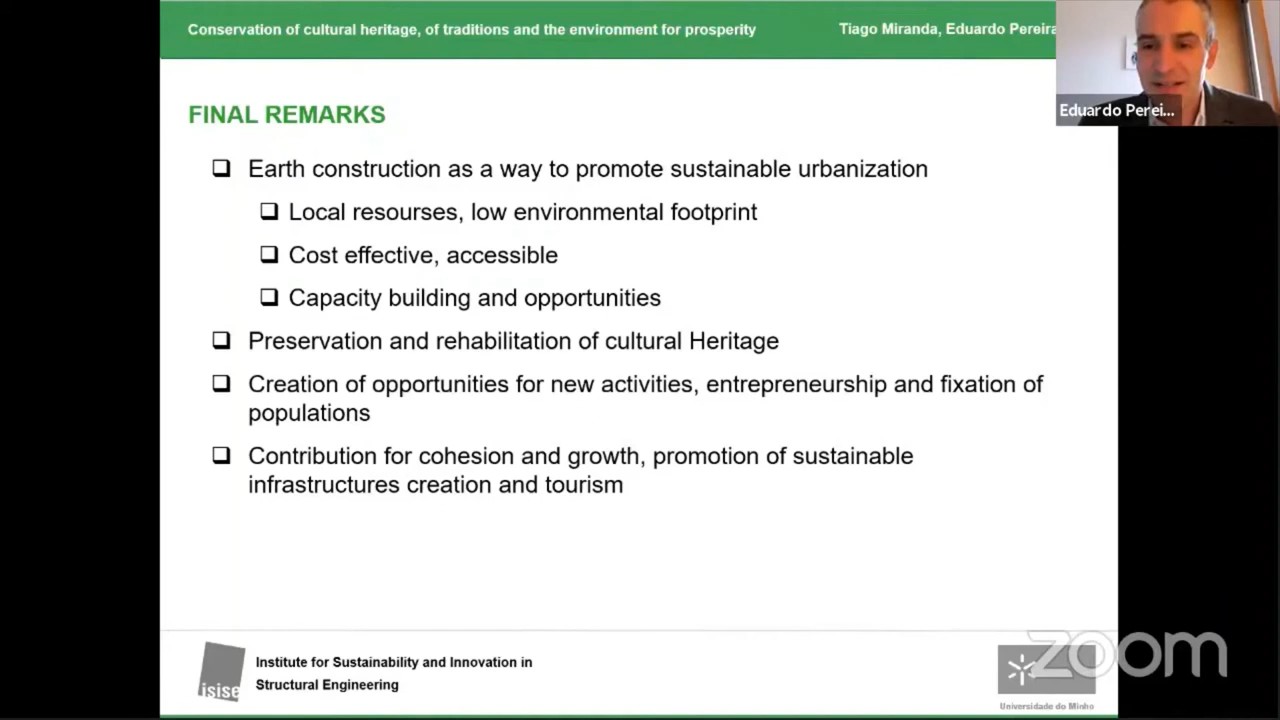 Conservation of cultural heritage, of traditions and the environment for prosperity
Tiago Miranda, Eduardo Pereira
Eduardo Perei...
FINAL REMARKS
Earth construction as a way to promote sustainable urbanization
Local resourses, low environmental footprint
Cost effective, accessible
Capacity building and opportunities
Preservation and rehabilitation of cultural Heritage
Creation of opportunities for new activities, entrepreneurship and fixation of
populations
Contribution for cohesion and growth, promotion of sustainable
infrastructures creation and tourism
isise
Institute for Sustainability and Innovation in
Structural Engineering
zoom
Universidade do Minho